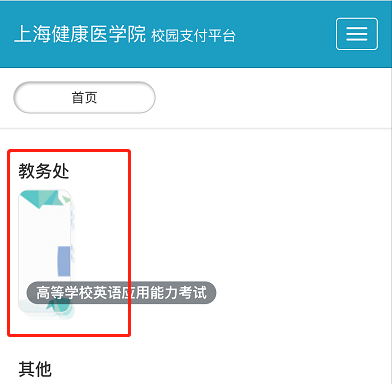 上海健康医学院 校园支付平台
首页
教务处
高等学校英语应用能力考试
其他